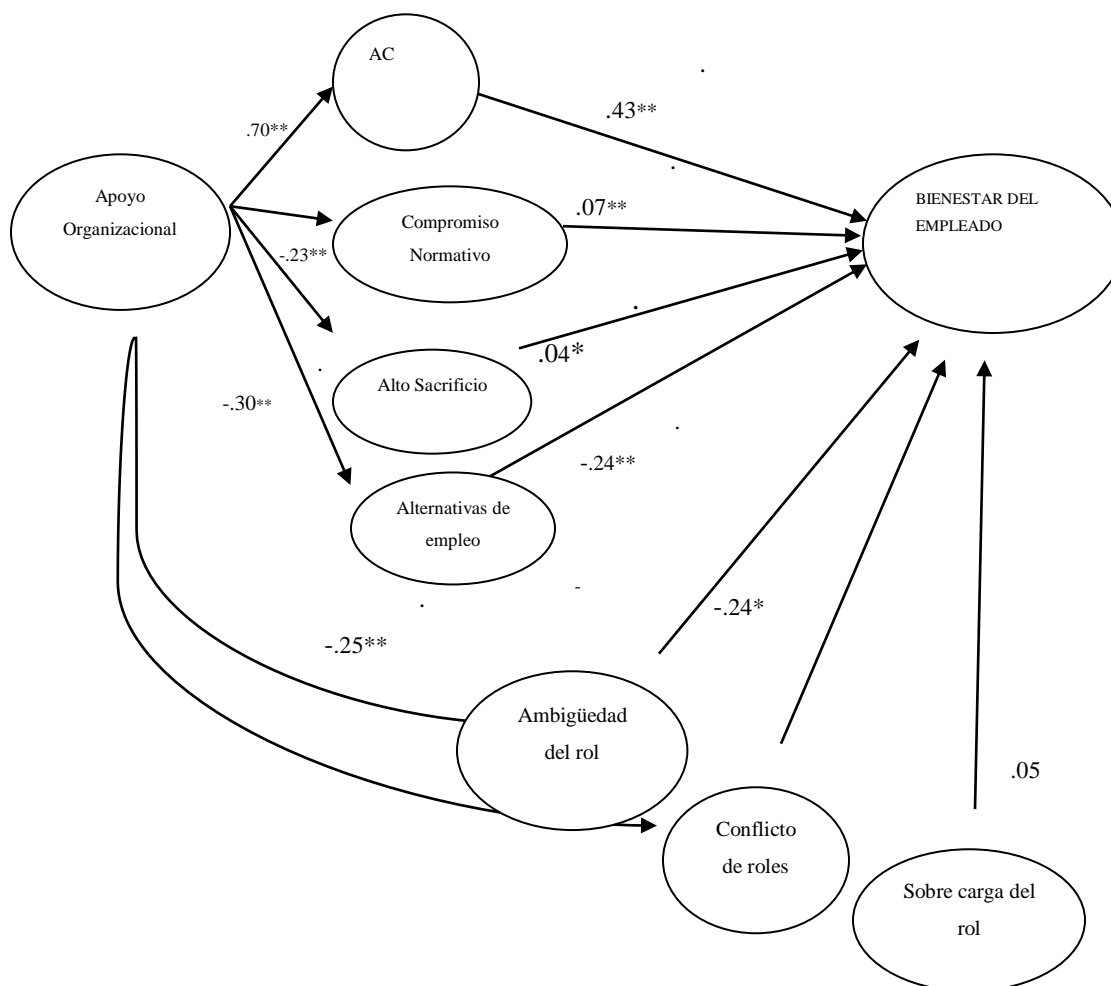 AC
.43**
.70**
Apoyo
Organizacional
BIENESTAR DEL
EMPLEADO
Compromiso
Normativo
.07**
-.23**
Alto Sacrificio
.04*
-.30**
-.24**
Alternativas de
empleo
-
-.24*
-.25**
Ambigüedad
del rol
.05
Conflicto
de roles
Sobre carga del
rol